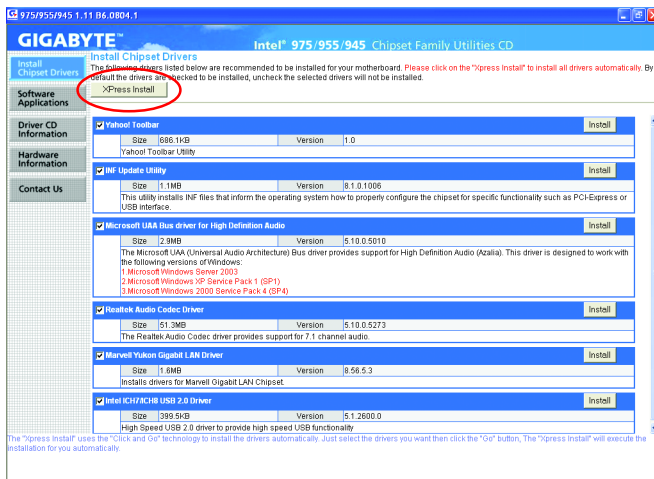 975/955/945 1.11 B6.0804.1
GIGABYTE™
Intel® 975/955/945 Chipset Family Utilities CD
Install
Chipset Drivers
Software
Applications
Driver CD
Information
Hardware
Information
Contact Us
Install Chipset Drivers
The following drivers listed below are recommended to be installed for your motherboard. Please click on the "Xpress Install" to install all drivers automatically. By
default the drivers are checked to be installed, uncheck the selected drivers will not be installed.
XPress Install
Yahoo! Toolbar Install
Size 686.1KB Version 1.0
Yahoo! Toolbar Utility
INF Update Utility Install
Size 1.1MB Version 8.1.0.1006
This utility installs INF files that inform the operating system how to properly configure the chipset for specific functionality such as PCI-Express or
USB interface.
Microsoft UAA Bus driver for High Definition Audio Install
Size 2.9MB Version 5.10.0.5010
The Microsoft UAA (Universal Audio Architecture) Bus driver provides support for High Definition Audio (Azalia). This driver is designed to work with
the following versions of Windows:
1.Microsoft Windows Server 2003
2.Microsoft Windows XP Service Pack 1 (SP1)
3.Microsoft Windows 2000 Service Pack 4 (SP4)
Realtek Audio Codec Driver Install
Size 51.3MB Version 5.10.0.5273
The Realtek Audio Codec driver provides support for 7.1 channel audio.
Marvell Yukon Gigabit LAN Driver Install
Size 1.6MB Version 8.56.5.3
Installs drivers for Marvell Gigabit LAN Chipset.
Intel ICH7/ICH8 USB 2.0 Driver Install
Size 399.5KB Version 5.1.2600.0
High Speed USB 2.0 driver to provide high speed USB functionality
The "Xpress Install" uses the "Click and Go" technology to install the drivers automatically. Just select the drivers you want then click the "Go" button, The "Xpress Install" will execute the
installation for you automatically.